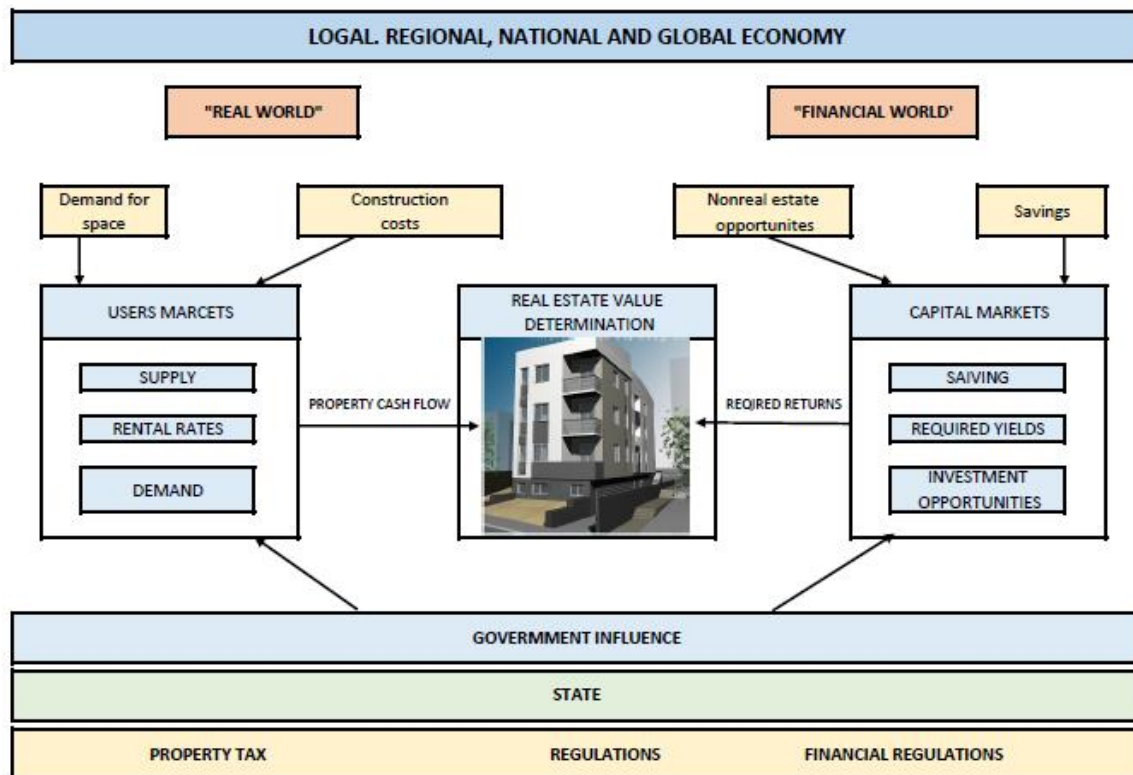 LOGAL. REGIONAL, NATIONAL AND GLOBAL ECONOMY
"REAL WORLD"
"FINANCIAL WORLD'
Demand for
space
Construction
costs
Nonreal estate
opportunites
Savings
USERS MARCETS
REAL ESTATE VALUE
DETERMINATION
CAPITAL MARKETS
SUPPLY
RENTAL RATES
DEMAND
PROPERTY CASH FLOW
REQIRED RETURNS
SAIVING
REQUIRED YIELDS
INVESTMENT
OPPORTUNITIES
GOVERMMENT INFLUENCE
STATE
PROPERTY TAX
REGULATIONS
FINANCIAL REGULATIONS